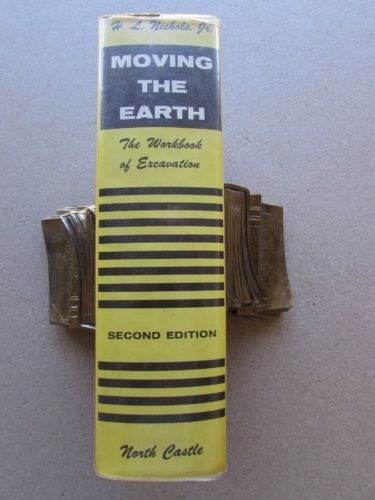 H. L. Nichols, Jr.
MOVING
THE
EARTH
The Workbook
of Excavation
SECOND EDITION
North Castle